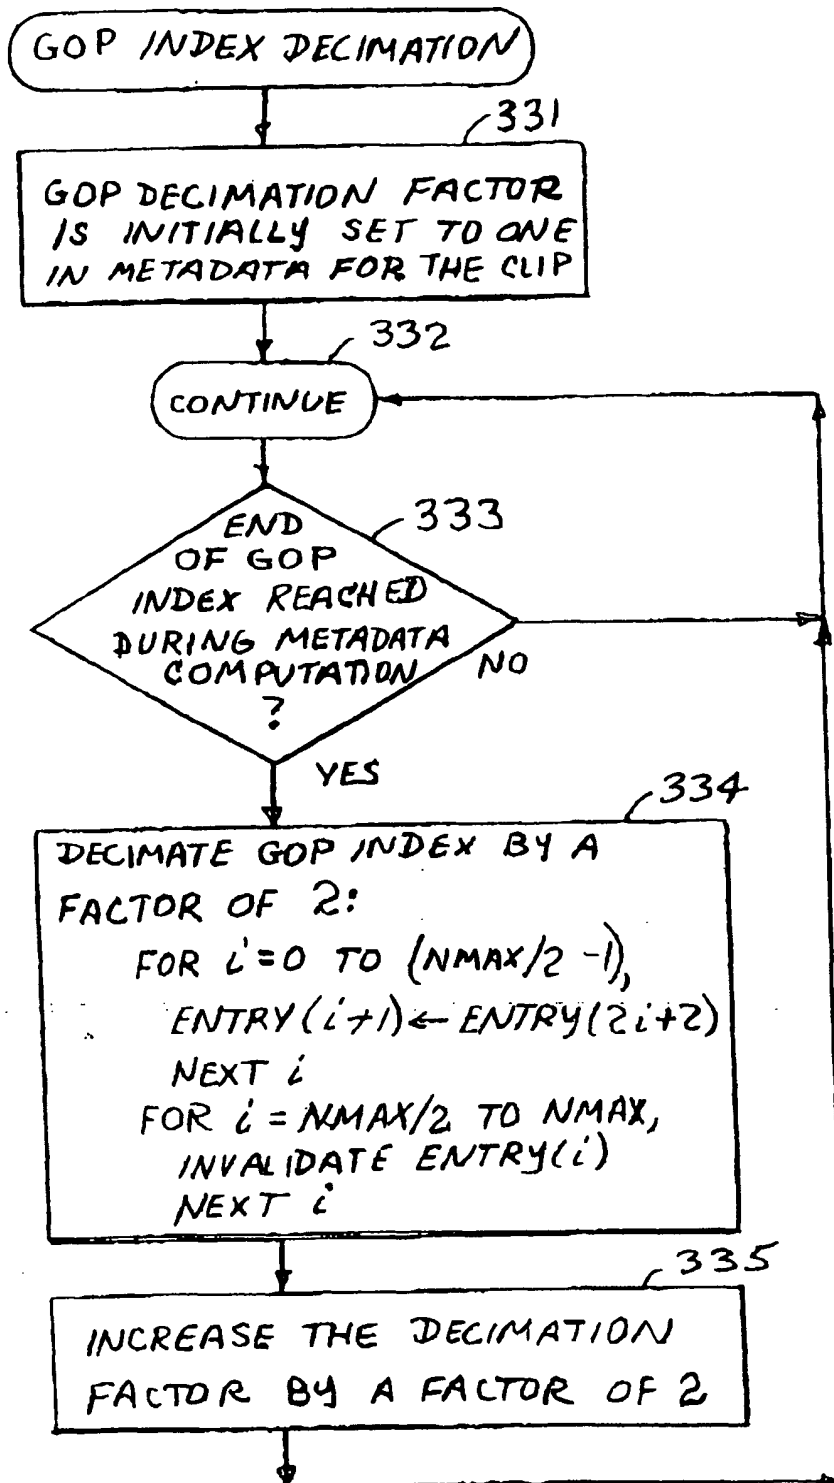 GOP INDEX DECIMATION
331
GOP DECIMATION FACTOR
IS INITIALLY SET TO ONE
IN METADATA FOR THE CLIP
332
CONTINUE
333
END
OF GOP
INDEX REACHED
DURING METADATA
COMPUTATION
?
NO
YES
334
DECIMATE GOP INDEX BY A
FACTOR OF 2:
FOR i=0 TO (NMAX/2 -1),
ENTRY(i+1)←ENTRY(2i+2)
NEXT i
FOR i = NMAX/2 TO NMAX,
INVALIDATE ENTRY(i)
NEXT i
335
INCREASE THE DECIMATION
FACTOR BY A FACTOR OF 2